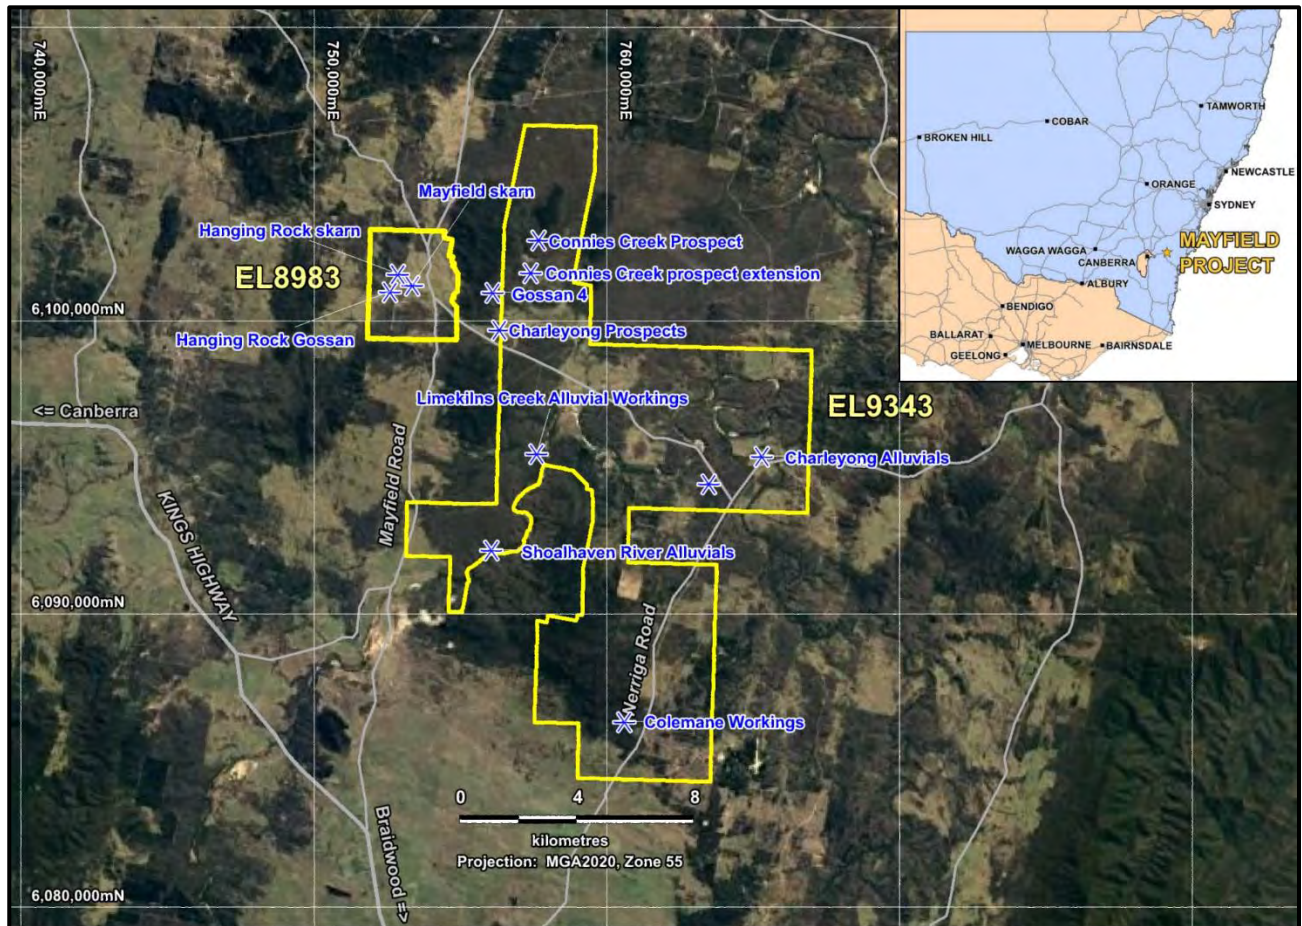 740,000mE
750,000mE
760,000mE
Mayfield skarn
Hanging Rock skarn
EL8983
Connies Creek Prospect
Connies Creek prospect extension
Gossan 4
6,100,000mN
Charleyong Prospects
Hanging Rock Gossan
Limekilns Creek Alluvial Workings
<= Canberra
EL9343
Charleyong Alluvials
Mayfield Road
KINGS HIGHWAY
Shoalhaven River Alluvials
6,090,000mN
Nerriga Road
Colemane Workings
0 4 8
kilometres
Projection: MGA2020, Zone 55
Braidwood =>
6,080,000mN
TAMWORTH
COBAR
BROKEN HILL
NEWCASTLE
ORANGE
SYDNEY
MAYFIELD
PROJECT
WAGGA WAGGA
CANBERRA
ALBURY
BENDIGO
BALLARAT
MELBOURNE
BAIRNSDALE
GEELONG